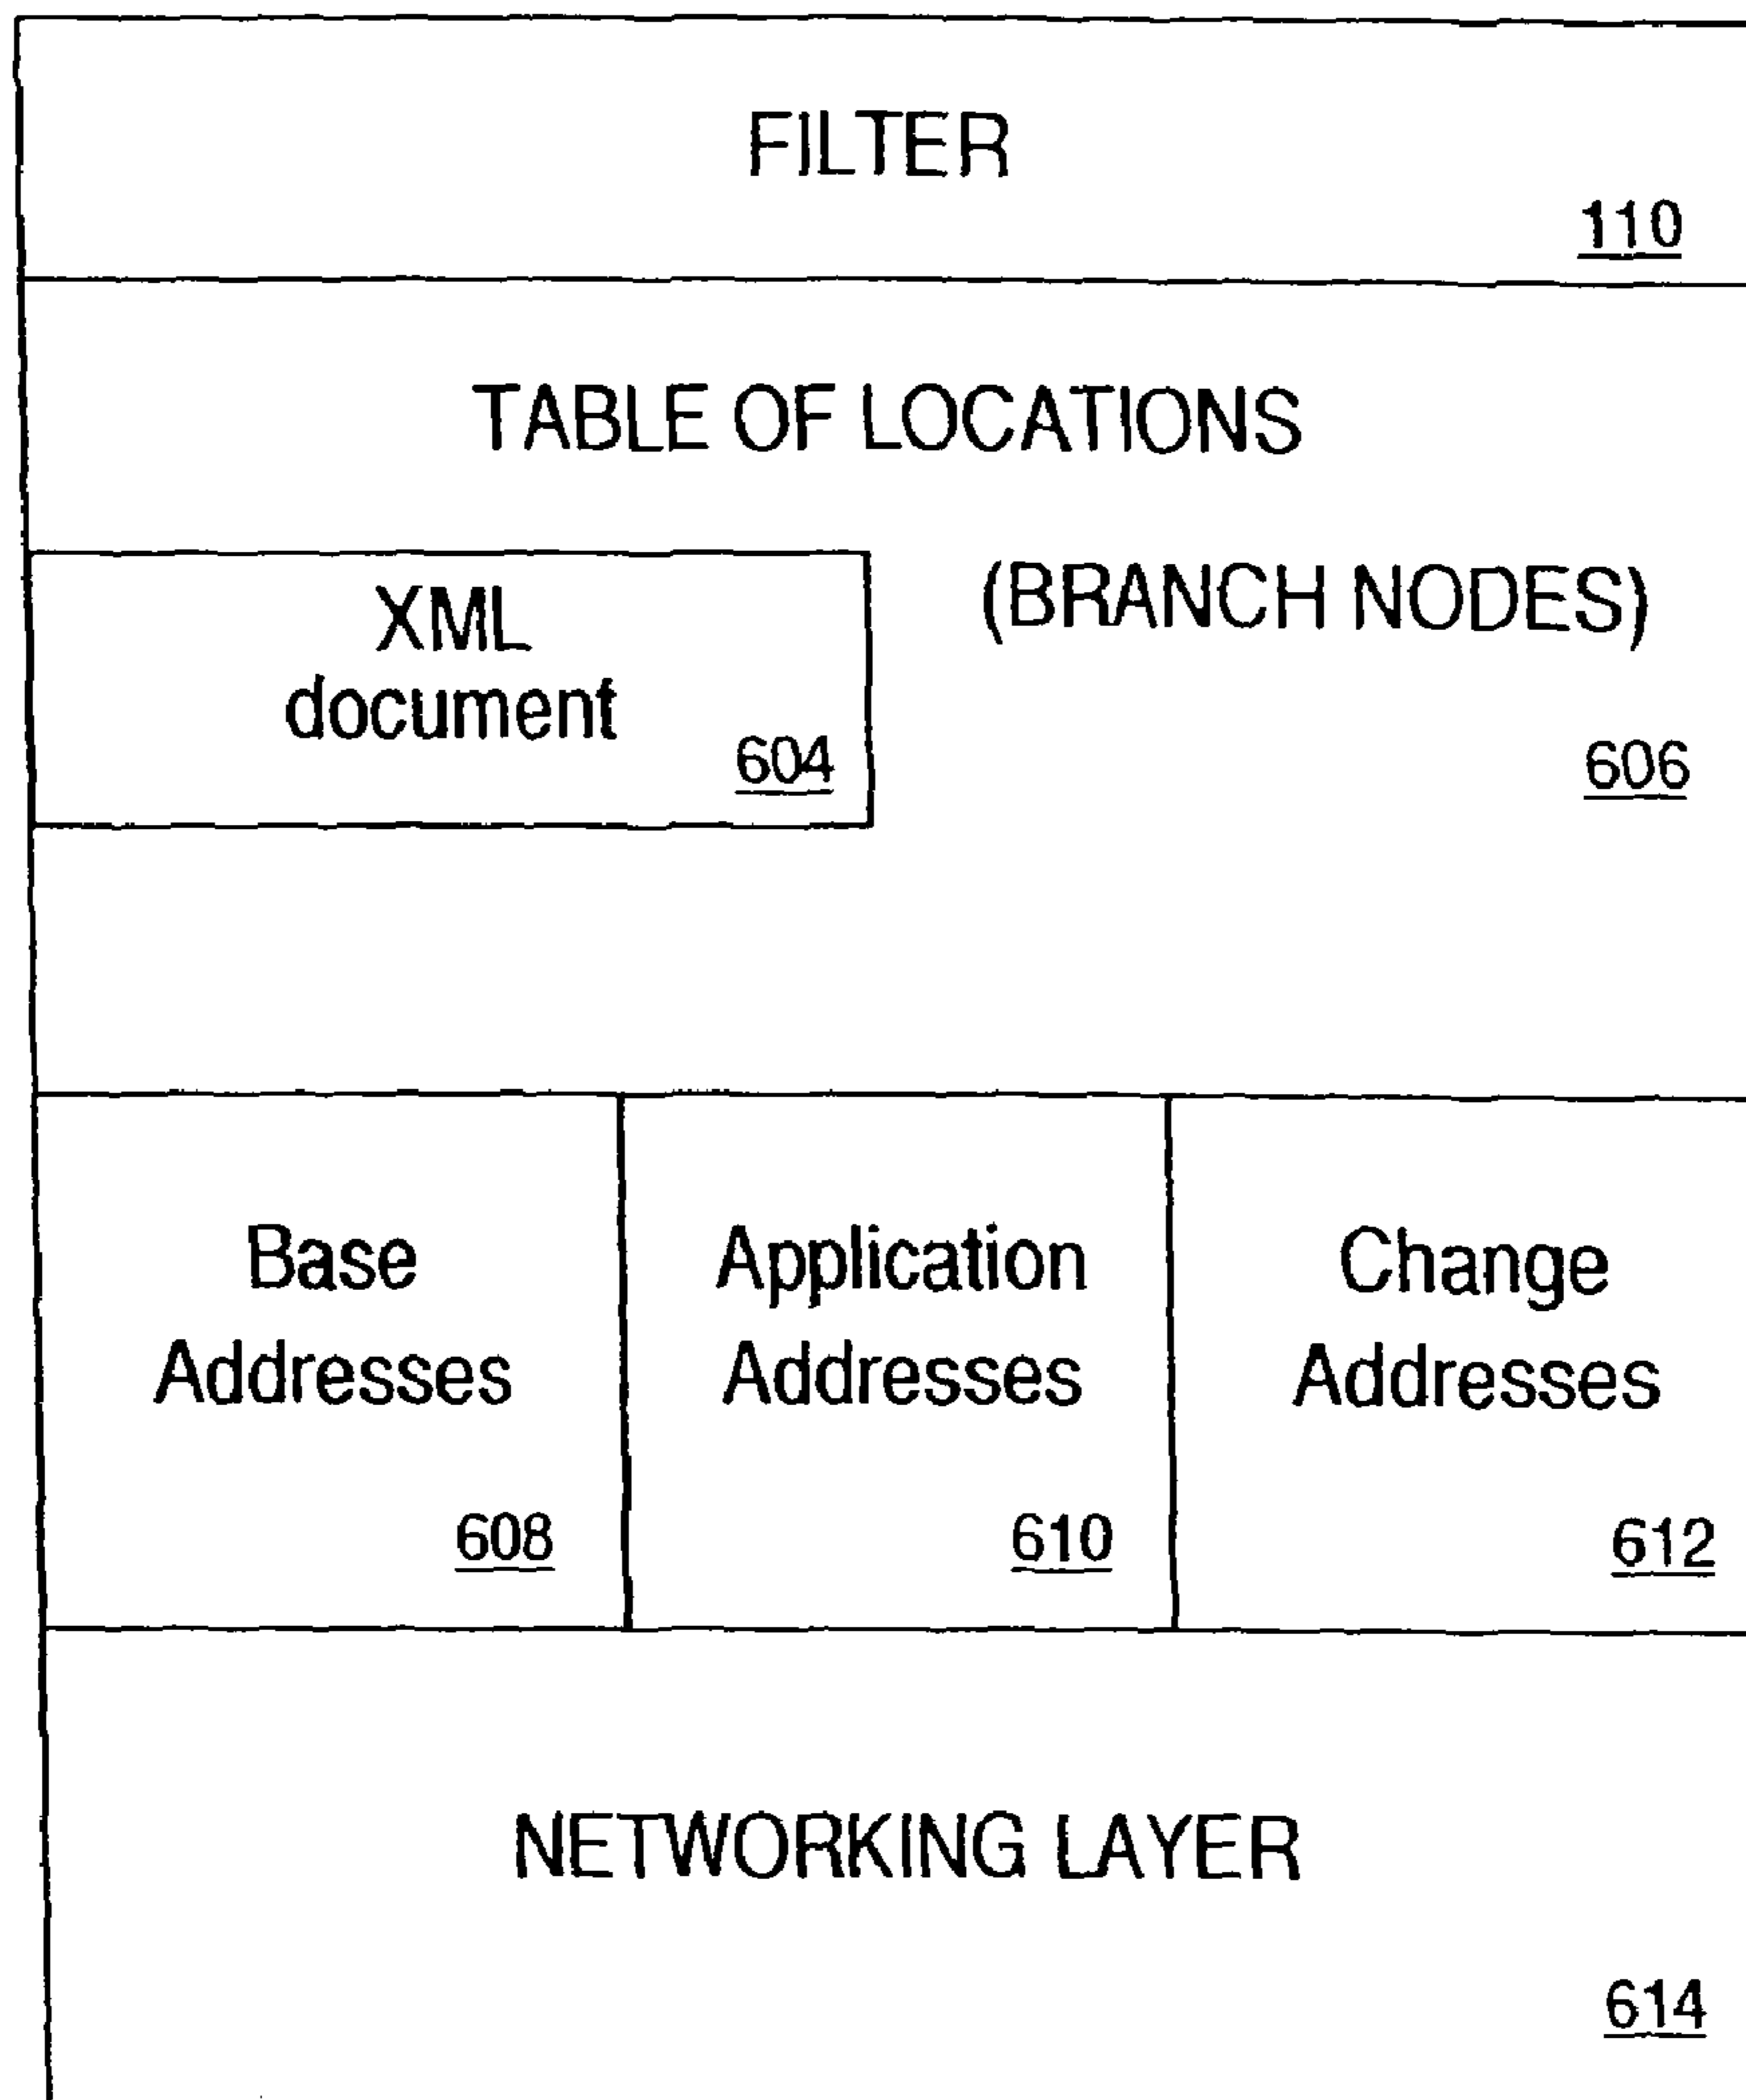 FILTER
110
TABLE OF LOCATIONS
(BRANCH NODES)
XML
document
604
606
Base
Addresses
608
Application
Addresses
610
Change
Addresses
612
NETWORKING LAYER
614